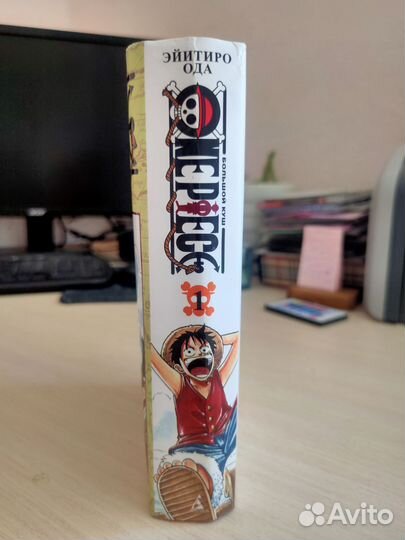 ЭЙИТИРО
ОДА
ONE PIECE
БОЛЬШОЙ КУШ
1
Avito